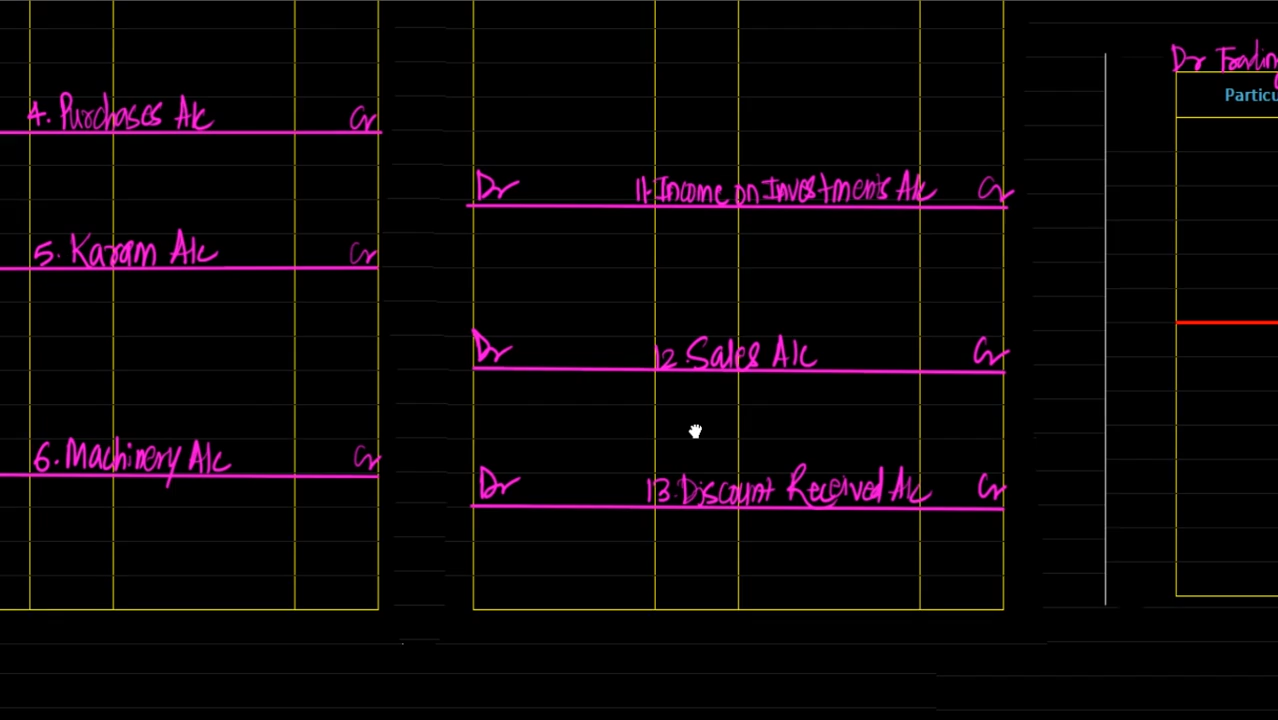 4. Purchases A/c Cr
5. Karam A/c Cr
6. Machinery A/c Cr
Dr 11. Income on Investments A/c Cr
Dr 12. Sales A/c Cr
Dr 13. Discount Received A/c Cr
Dr Tradin
Particu